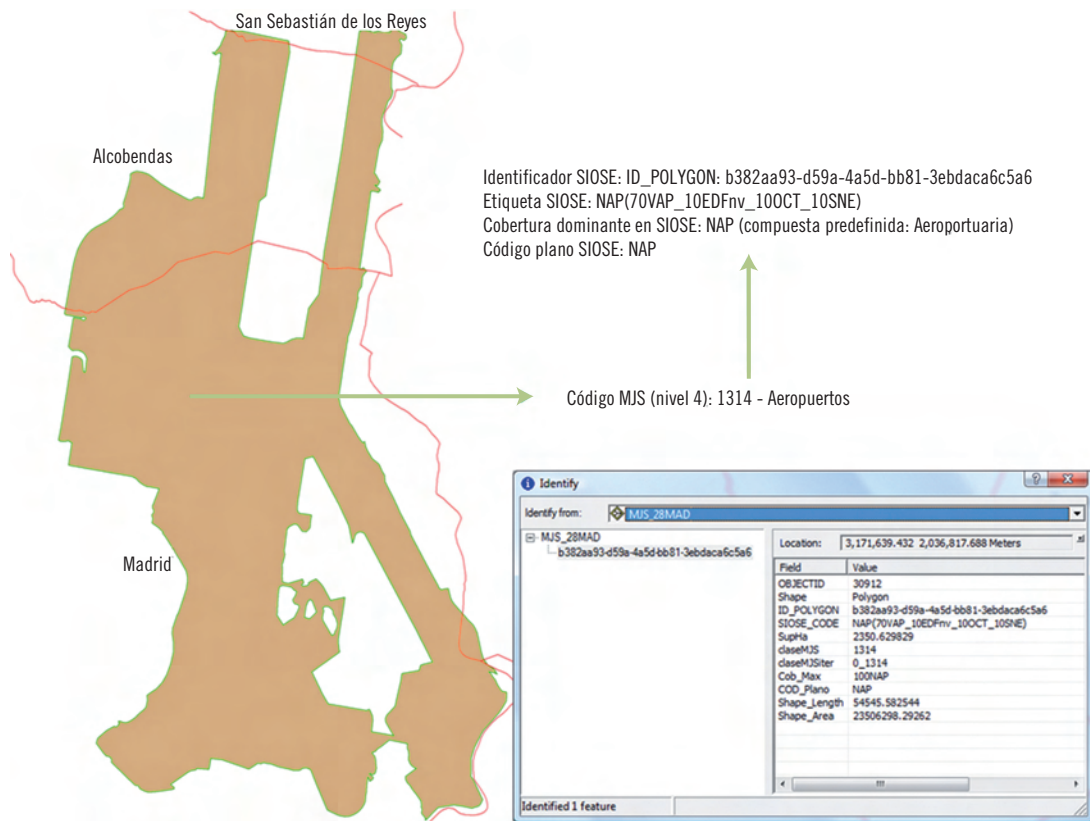 San Sebastián de los Reyes
Alcobendas
Identificador SIOSE: ID_POLYGON: b382aa93-d59a-4a5d-bb81-3ebdaca6c5a6
Etiqueta SIOSE: NAP(70VAP_10EDFnv_10OCT_10SNE)
Cobertura dominante en SIOSE: NAP (compuesta predefinida: Aeroportuaria)
Código plano SIOSE: NAP
Código MJS (nivel 4): 1314 - Aeropuertos
Madrid
Identify
Identify from: MJS_28MAD
MJS_28MAD
b382aa93-d59a-4a5d-bb81-3ebdaca6c5a6
Location: 3,171,639.432 2,036,817.688 Meters
Field Value
OBJECTID 30912
Shape Polygon
ID_POLYGON b382aa93-d59a-4a5d-bb81-3ebdaca6c5a6
SIOSE_CODE NAP(70VAP_10EDFnv_10OCT_10SNE)
SupHa 2350.629829
claseMJS 1314
claseMJSiter 0_1314
Cob_Max 100NAP
COD_Plano NAP
Shape_Length 54545.582544
Shape_Area 23506298.29262
Identified 1 feature